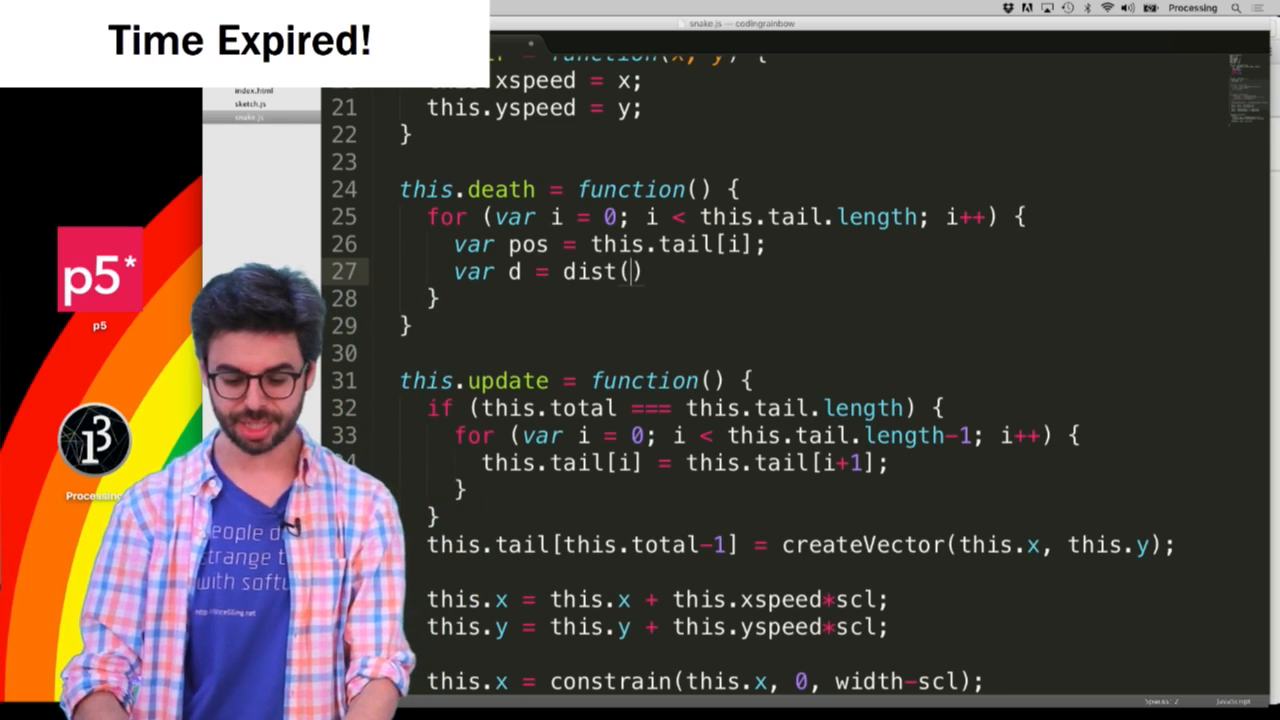 Time Expired!
Processing
snake.js — codingrainbow
index.html
sketch.js
snake.js
= function(x, y) {
this.xspeed = x;
21 this.yspeed = y;
22 }
23
24 this.death = function() {
25 for (var i = 0; i < this.tail.length; i++) {
26 var pos = this.tail[i];
27 var d = dist()
28 }
29 }
30
31 this.update = function() {
32 if (this.total === this.tail.length) {
33 for (var i = 0; i < this.tail.length-1; i++) {
34 this.tail[i] = this.tail[i+1];
}
}
this.tail[this.total-1] = createVector(this.x, this.y);
this.x = this.x + this.xspeed*scl;
this.y = this.y + this.yspeed*scl;
this.x = constrain(this.x, 0, width-scl);
p5*
p5
Processing
with
http://
Spaces: 2 JavaScript